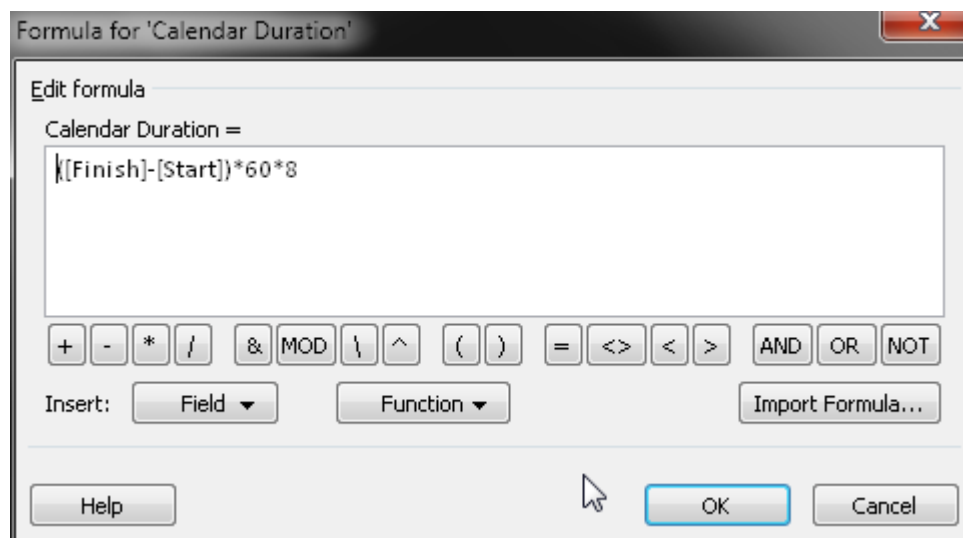 Formula for 'Calendar Duration'
x
Edit formula
Calendar Duration =
([Finish]-[Start])*60*8
+ - * / & MOD \ ^ ( ) = <> < > AND OR NOT
Insert: Field Function Import Formula...
Help OK Cancel